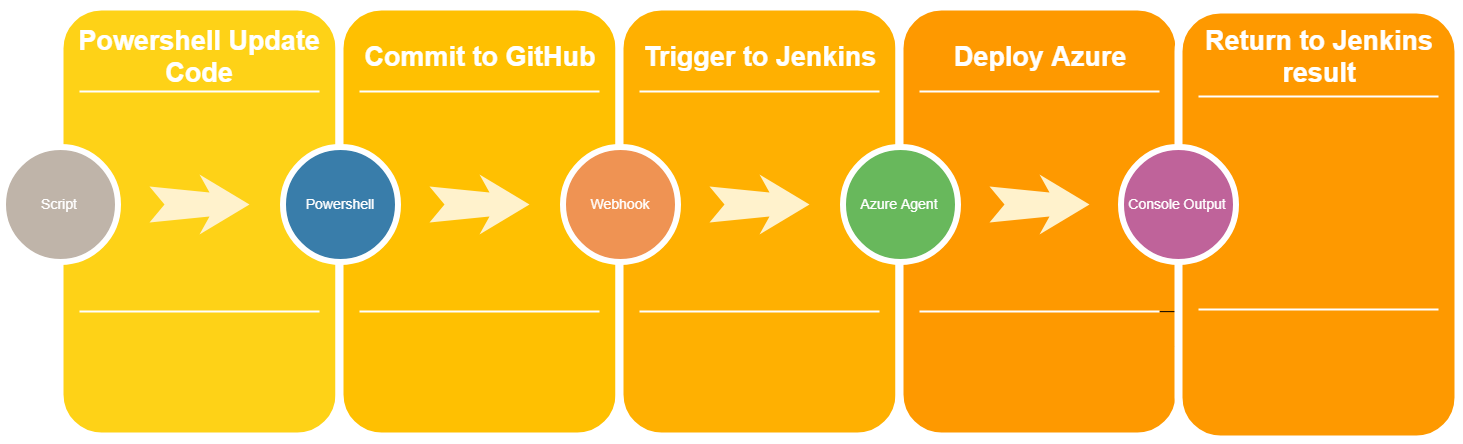 Powershell Update
Code
Commit to GitHub
Trigger to Jenkins
Deploy Azure
Return to Jenkins
result
Script
Powershell
Webhook
Azure Agent
Console Output